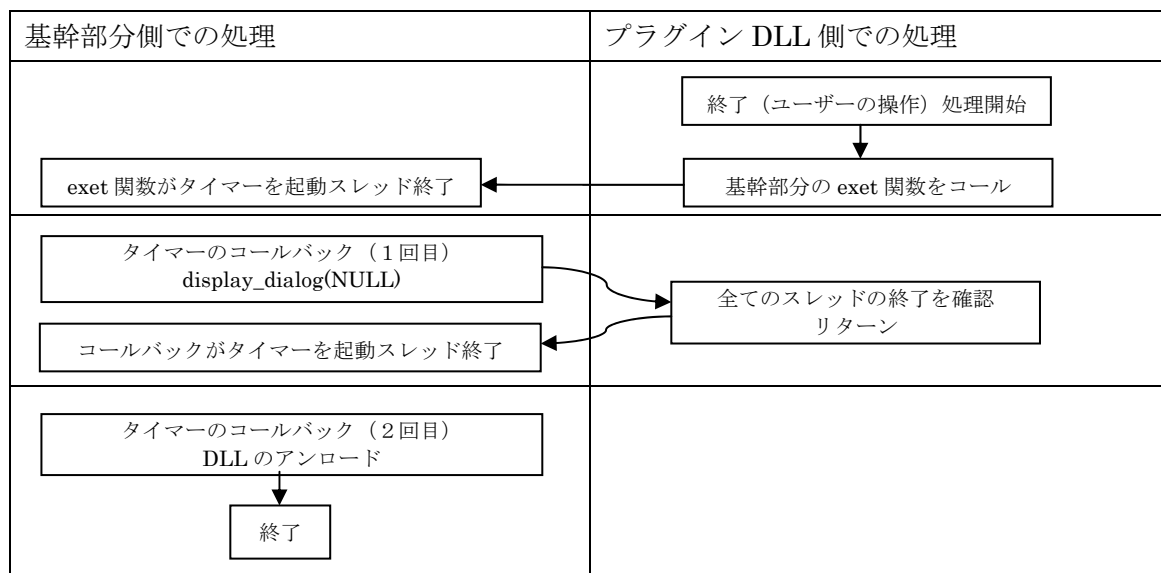 基幹部分側での処理
プラグイン DLL 側での処理
終了（ユーザーの操作）処理開始
exet 関数がタイマーを起動スレッド終了
基幹部分の exet 関数をコール
タイマーのコールバック（１回目）
display_dialog(NULL)
全てのスレッドの終了を確認
リターン
コールバックがタイマーを起動スレッド終了
タイマーのコールバック（２回目）
DLL のアンロード
終了